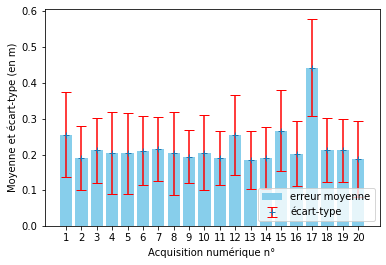 0.6
0.5
0.4
0.3
0.2
0.1
0.0
Moyenne et écart-type (en m)
erreur moyenne
écart-type
1 2 3 4 5 6 7 8 9 10 11 12 13 14 15 16 17 18 19 20
Acquisition numérique n°